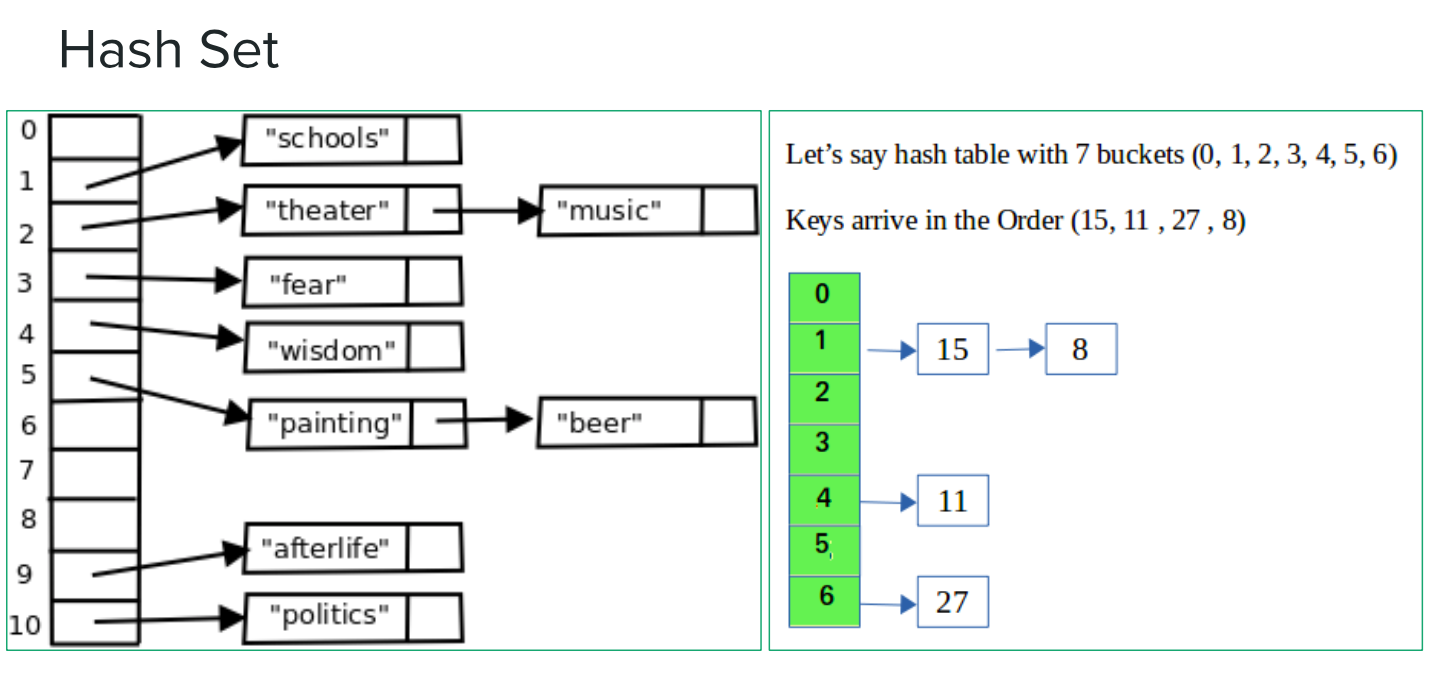 Hash Set
0
"schools"
1
2
"theater" "music"
3
"fear"
4
"wisdom"
5
"painting" "beer"
6
7
8
"afterlife"
9
"politics"
10
Let's say hash table with 7 buckets (0, 1, 2, 3, 4, 5, 6)
Keys arrive in the Order (15, 11 , 27 , 8)
0
1 15 8
2
3
4 11
5
6 27